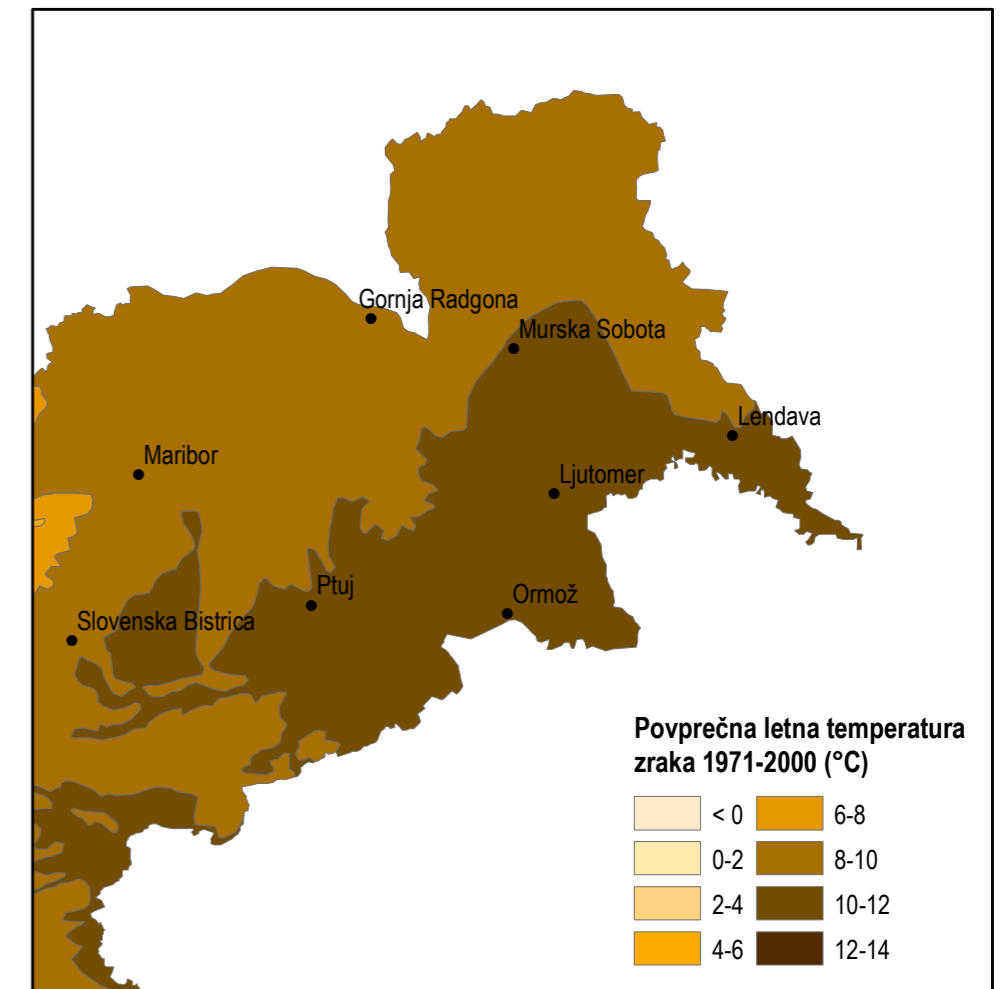 Gornja Radgona
Murska Sobota
Lendava
Maribor
Ljutomer
Ptuj
Ormož
Slovenska Bistrica
Povprečna letna temperatura
zraka 1971-2000 (°C)
< 0 6-8
0-2 8-10
2-4 10-12
4-6 12-14